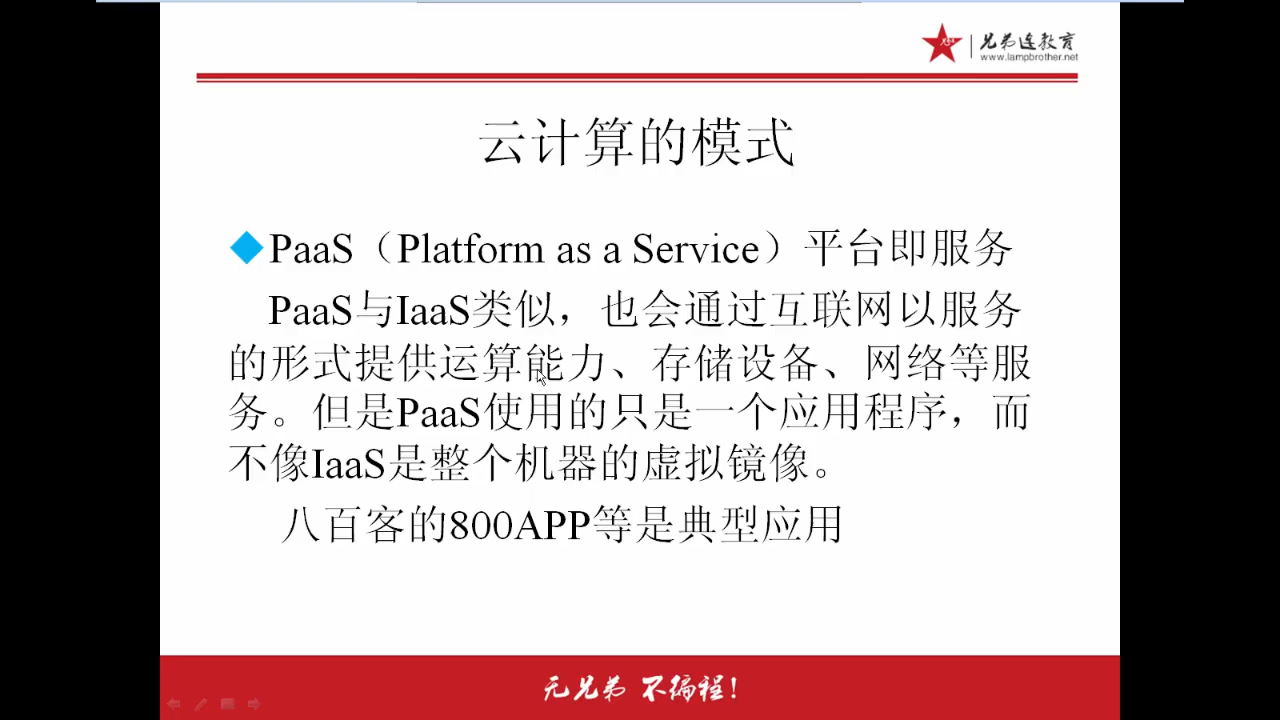 兄弟连教育
www.lampbrother.net
云计算的模式
PaaS（Platform as a Service）平台即服务
PaaS与IaaS类似，也会通过互联网以服务
的形式提供运算能力、存储设备、网络等服
务。但是PaaS使用的只是一个应用程序，而
不像IaaS是整个机器的虚拟镜像。
八百客的800APP等是典型应用
无兄弟 不编程！